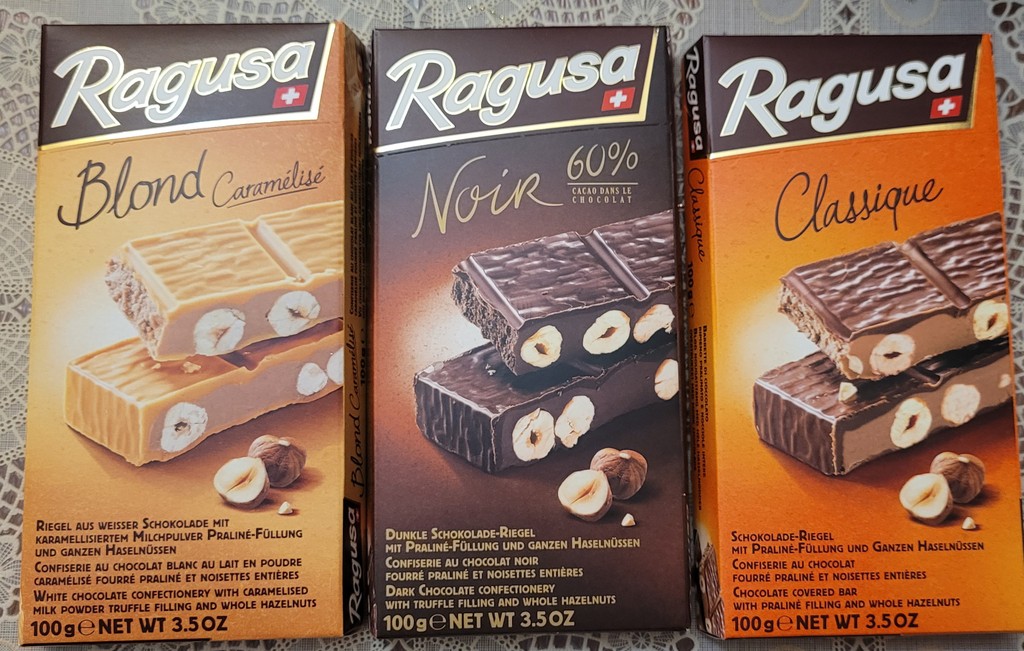 Ragusa
Blond Caramélisé
RIEGEL AUS WEISSER SCHOKOLADE MIT
KARAMELLISIERTEM MILCHPULVER PRALINÉ-FÜLLUNG
UND GANZEN HASELNÜSSEN
CONFISERIE AU CHOCOLAT BLANC AU LAIT EN POUDRE
CARAMÉLISÉ FOURRÉ PRALINÉ ET NOISETTES ENTIÈRES
WHITE CHOCOLATE CONFECTIONERY WITH CARAMELISED
MILK POWDER TRUFFLE FILLING AND WHOLE HAZELNUTS
100g℮NET WT 3.5OZ
Blond Caramélisé
Ragusa
Ragusa
Noir
60%
CACAO DANS LE
CHOCOLAT
DUNKLE SCHOKOLADE-RIEGEL
MIT PRALINÉ-FÜLLUNG UND GANZEN HASELNÜSSEN
CONFISERIE AU CHOCOLAT NOIR
FOURRÉ PRALINÉ ET NOISETTES ENTIÈRES
DARK CHOCOLATE CONFECTIONERY
WITH TRUFFLE FILLING AND WHOLE HAZELNUTS
100g℮NET WT 3.5OZ
Ragusa
Classique
Ragusa
Classique
SCHOKOLADE-RIEGEL
MIT PRALINÉ-FÜLLUNG UND GANZEN HASELNÜSSEN
CONFISERIE AU CHOCOLAT
FOURRÉ PRALINÉ ET NOISETTES ENTIÈRES
CHOCOLATE COVERED BAR
WITH PRALINÉ FILLING AND WHOLE HAZELNUTS
100g℮NET WT 3.5OZ